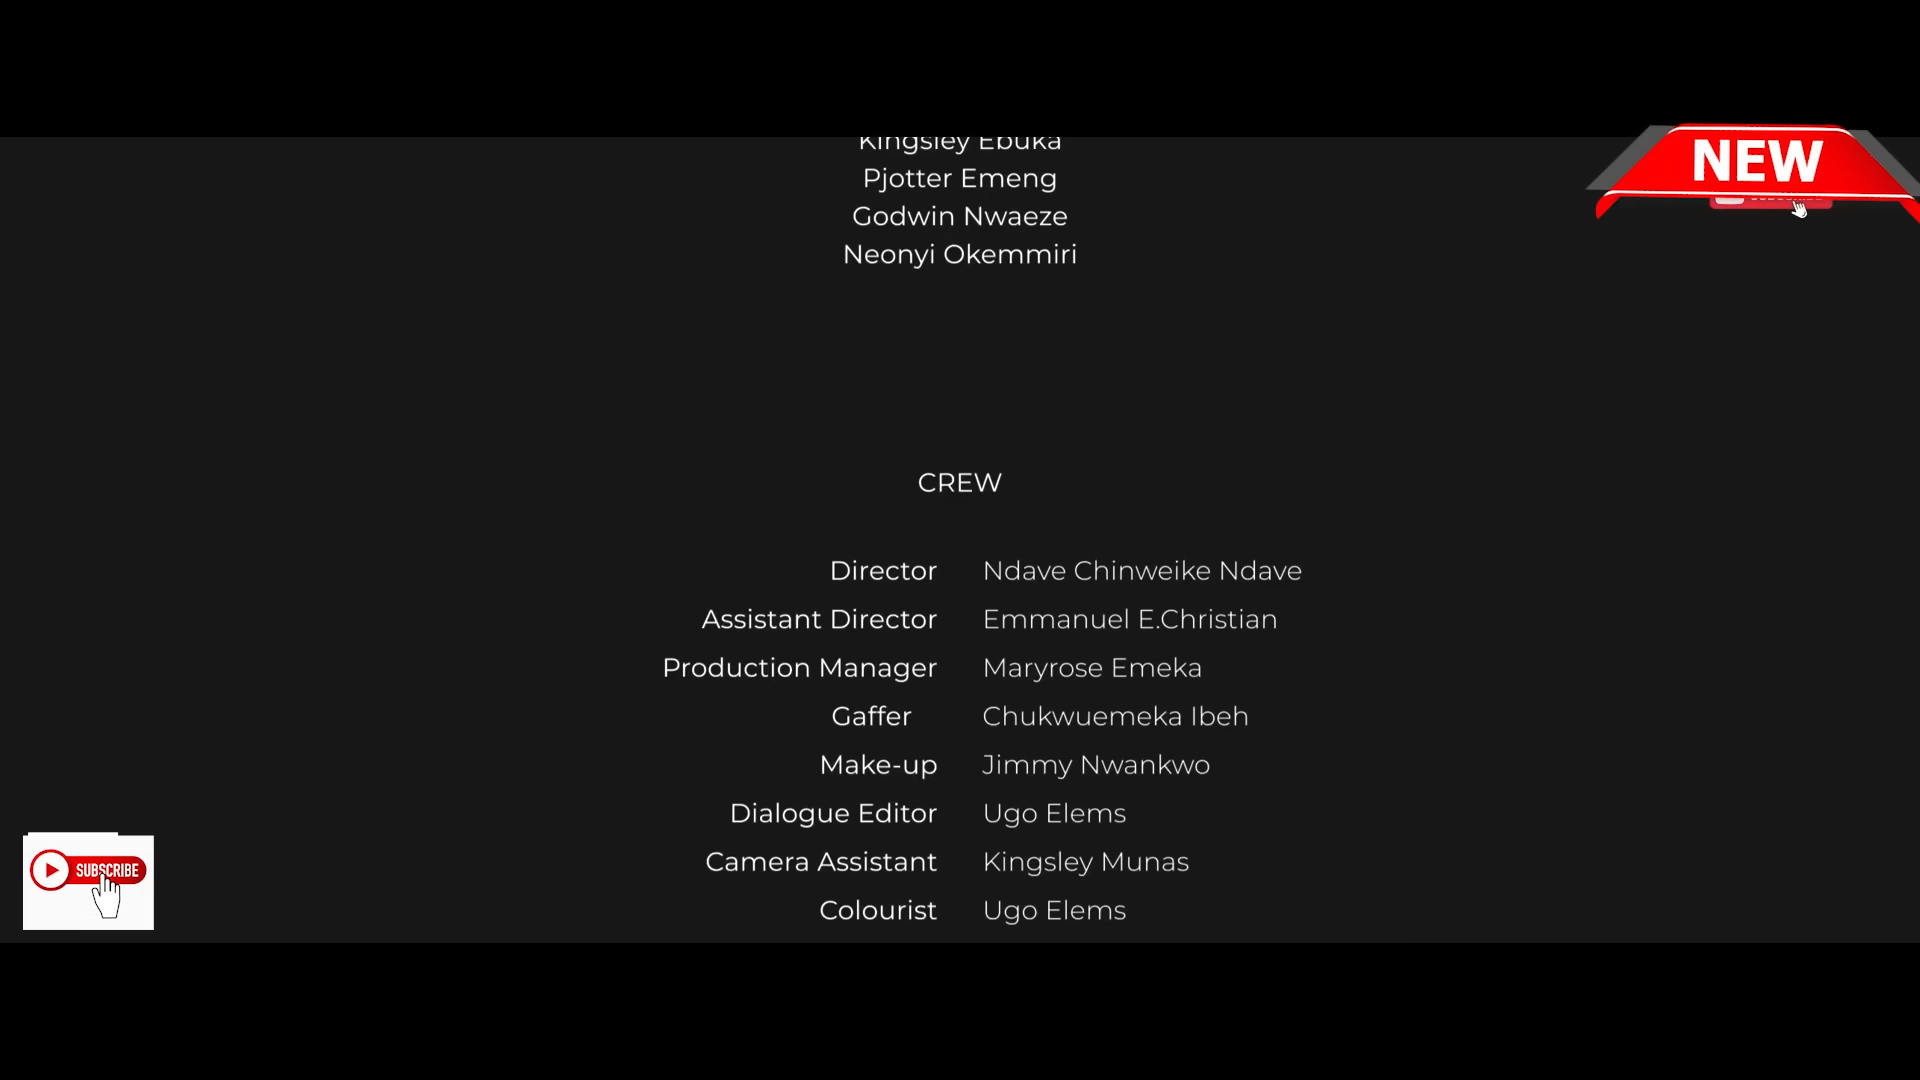 Kingsley Ebuka
NEW
Pjotter Emeng
Godwin Nwaeze
Neonyi Okemmiri
CREW
Director Ndave Chinweike Ndave
Assistant Director Emmanuel E.Christian
Production Manager Maryrose Emeka
Gaffer Chukwuemeka Ibeh
Make-up Jimmy Nwankwo
Dialogue Editor Ugo Elems
Camera Assistant Kingsley Munas
SUBSCRIBE
Colourist Ugo Elems